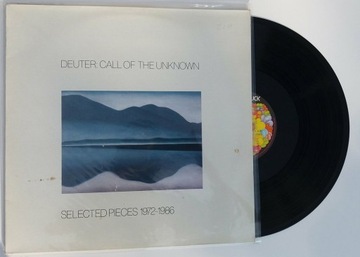 DEUTER: CALL OF THE UNKNOWN
SELECTED PIECES 1972-1986